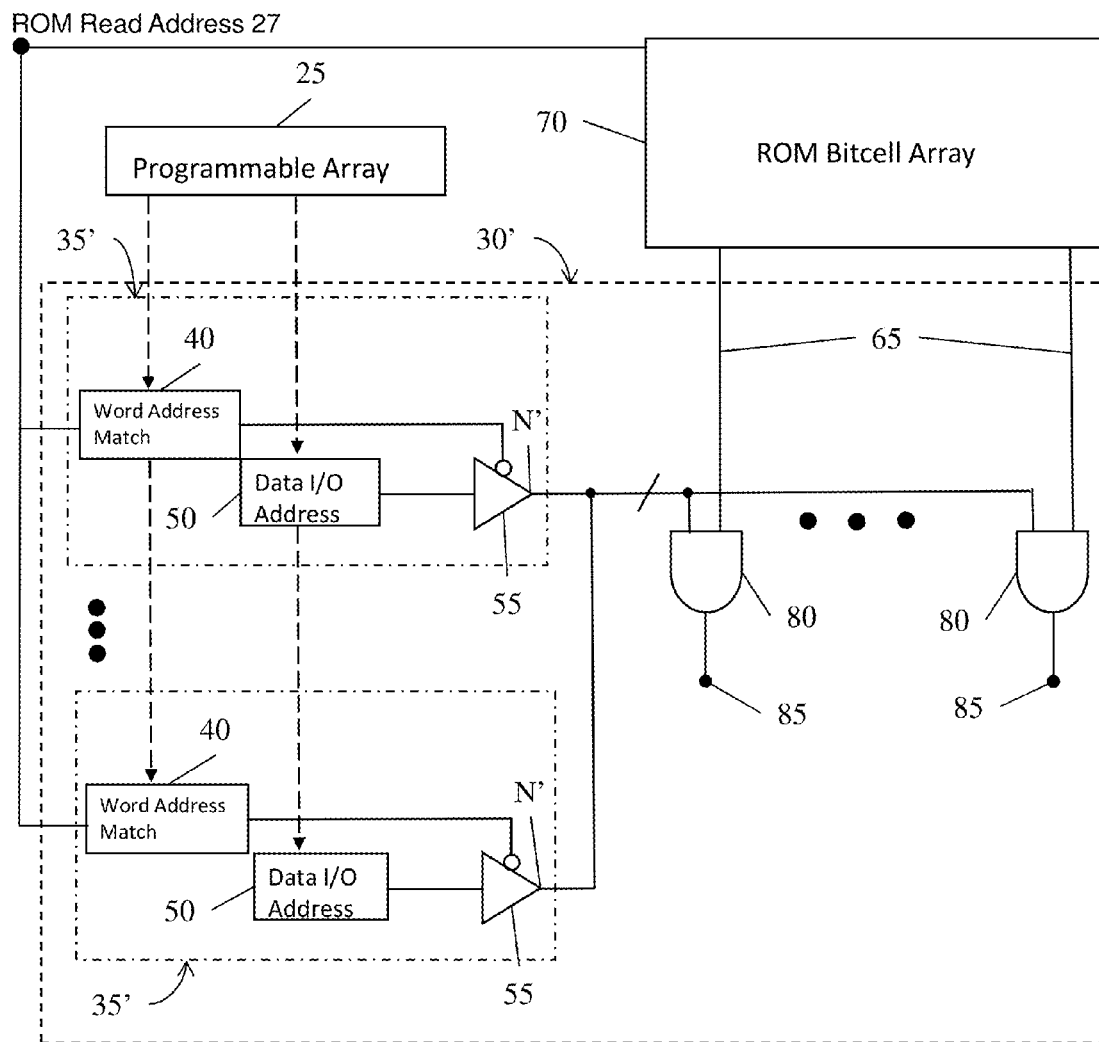 ROM Read Address 27
25
Programmable Array
70
ROM Bitcell Array
35’
30’
40
65
Word Address
Match
N’
50
Data I/O
Address
55
80
80
85
85
40
Word Address
Match
N’
50
Data I/O
Address
55
35’